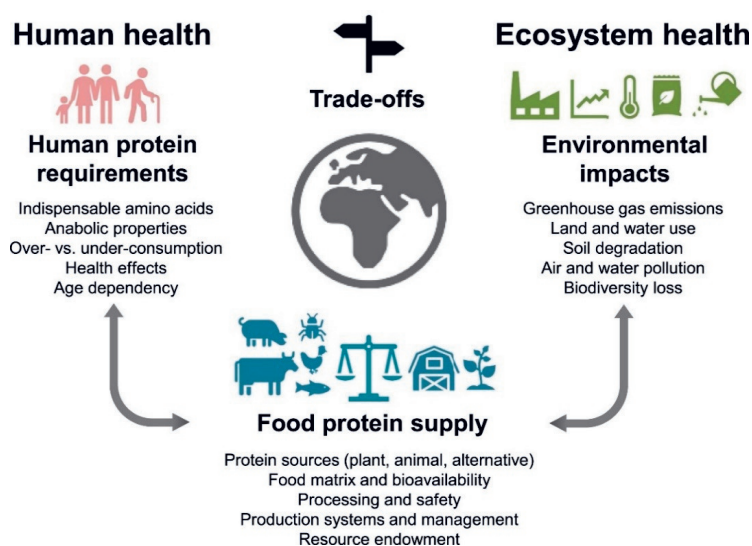 Human health
Trade-offs
Ecosystem health
Human protein
requirements
Indispensable amino acids
Anabolic properties
Over- vs. under-consumption
Health effects
Age dependency
Environmental
impacts
Greenhouse gas emissions
Land and water use
Soil degradation
Air and water pollution
Biodiversity loss
Food protein supply
Protein sources (plant, animal, alternative)
Food matrix and bioavailability
Processing and safety
Production systems and management
Resource endowment